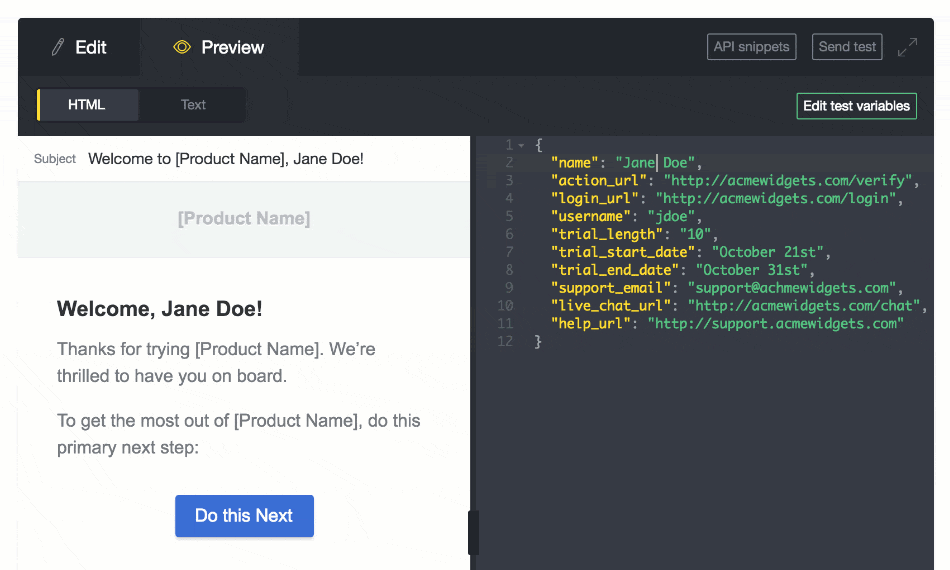 Edit
Preview
API snippets
Send test
HTML
Text
Edit test variables
Subject Welcome to [Product Name], Jane Doe!
[Product Name]
Welcome, Jane Doe!
Thanks for trying [Product Name]. We’re
thrilled to have you on board.
To get the most out of [Product Name], do this
primary next step:
Do this Next
1 {
2 "name": "Jane Doe",
3 "action_url": "http://acmewidgets.com/verify",
4 "login_url": "http://acmewidgets.com/login",
5 "username": "jdoe",
6 "trial_length": "10",
7 "trial_start_date": "October 21st",
8 "trial_end_date": "October 31st",
9 "support_email": "support@achmewidgets.com",
10 "live_chat_url": "http://acmewidgets.com/chat",
11 "help_url": "http://support.acmewidgets.com"
12 }